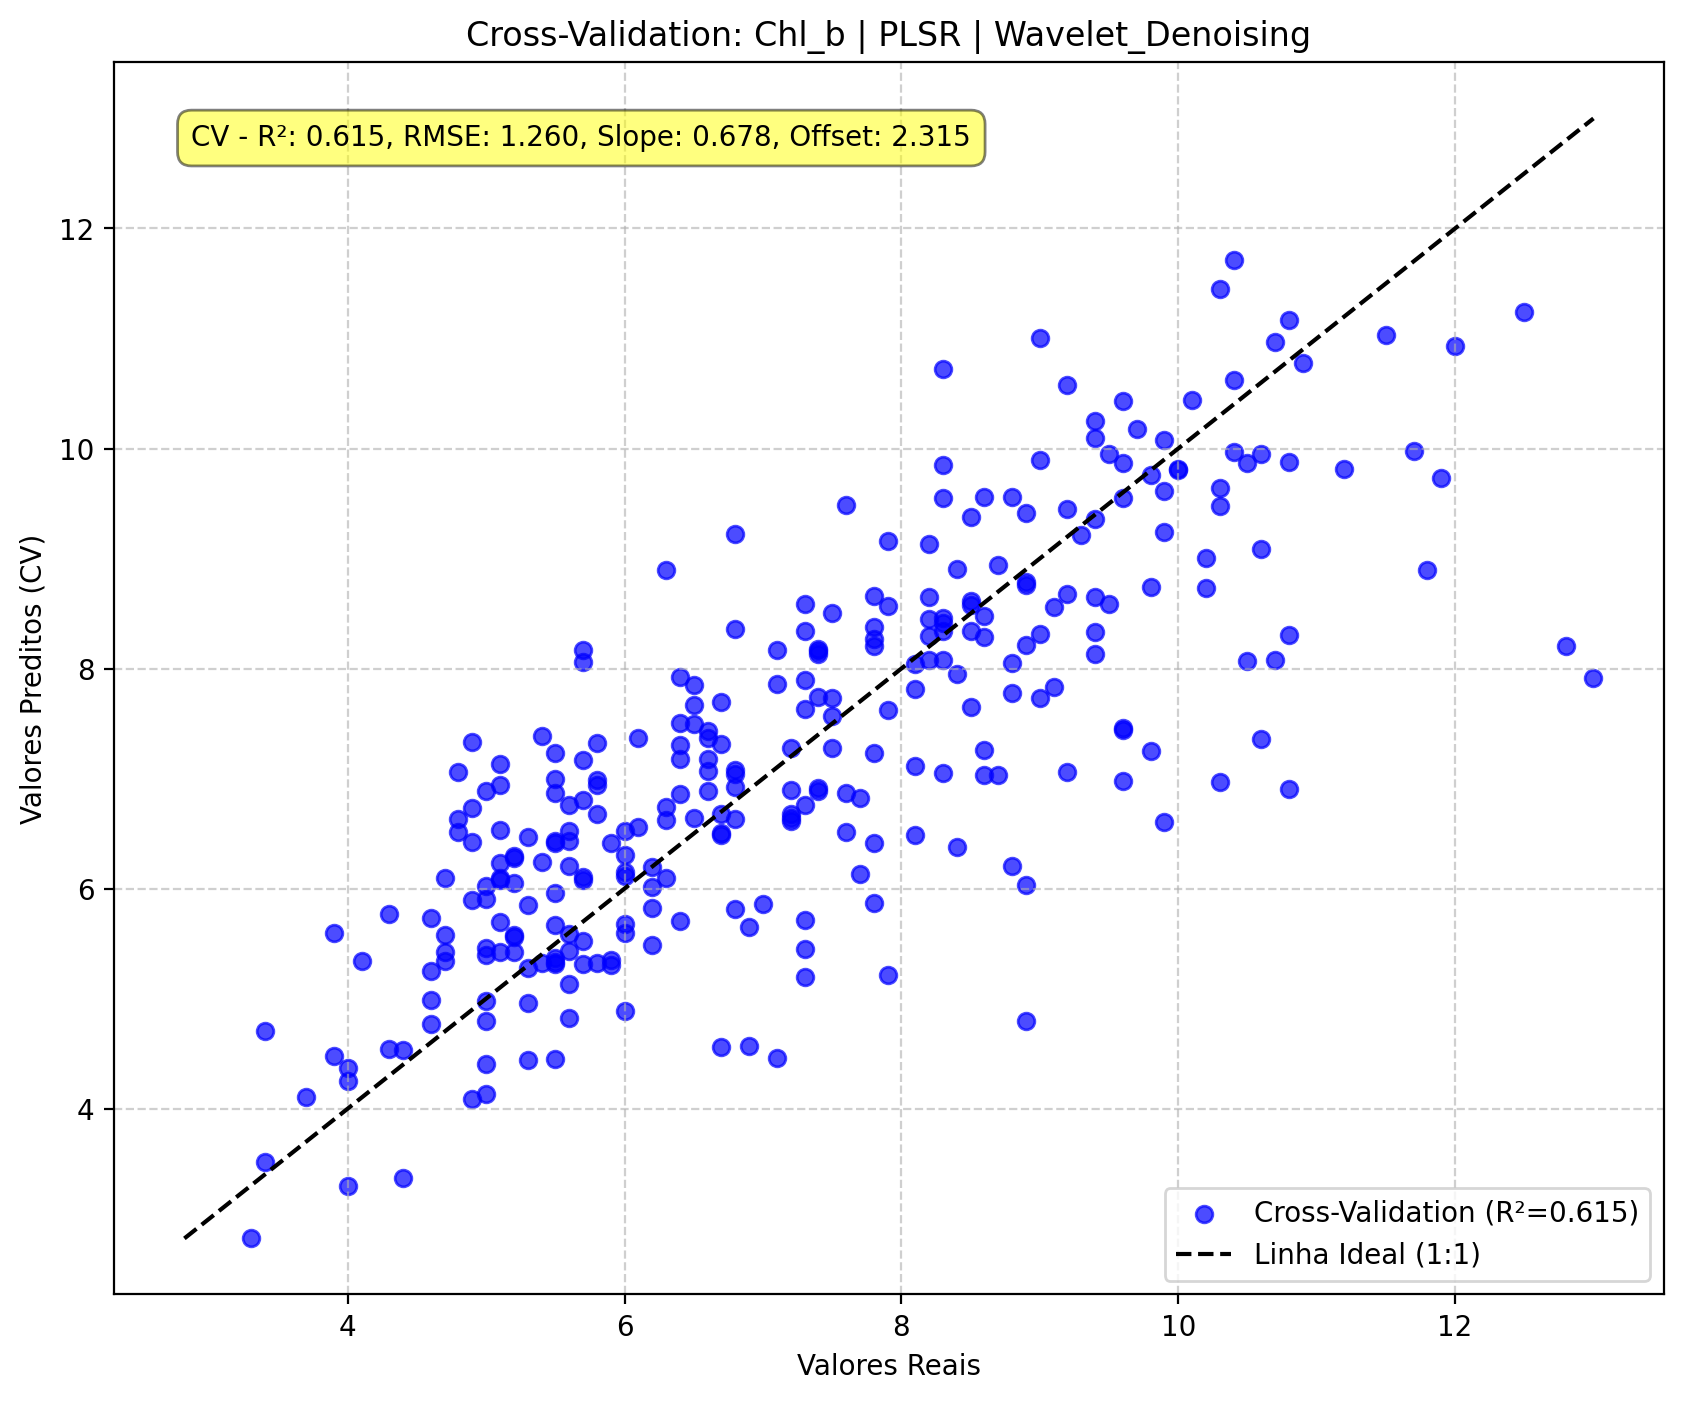 Cross-Validation: Chl_b | PLSR | Wavelet_Denoising
CV - R²: 0.615, RMSE: 1.260, Slope: 0.678, Offset: 2.315
Valores Preditos (CV)
12
10
8
6
4
Cross-Validation (R²=0.615)
Linha Ideal (1:1)
4 6 8 10 12
Valores Reais